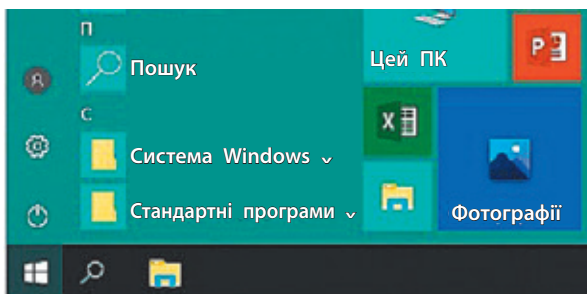 П
Пошук
С
Система Windows
Стандартні програми
Цей ПК
Фотографії